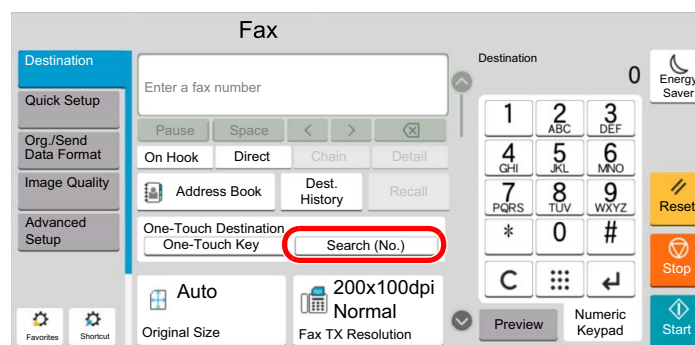 Fax
Destination
Quick Setup
Org./Send
Data Format
Image Quality
Advanced
Setup
Favorites
Shortcut
Enter a fax number
Pause
Space
<
>
On Hook
Direct
Chain
Detail
Address Book
Dest.
History
Recall
One-Touch Destination
One-Touch Key
Search (No.)
Auto
Original Size
200x100dpi
Normal
Fax TX Resolution
Destination
0
1
2
ABC
3
DEF
4
GHI
5
JKL
6
MNO
7
PQRS
8
TUV
9
WXYZ
*
0
#
C
Preview
Numeric
Keypad
Energy
Saver
Reset
Stop
Start